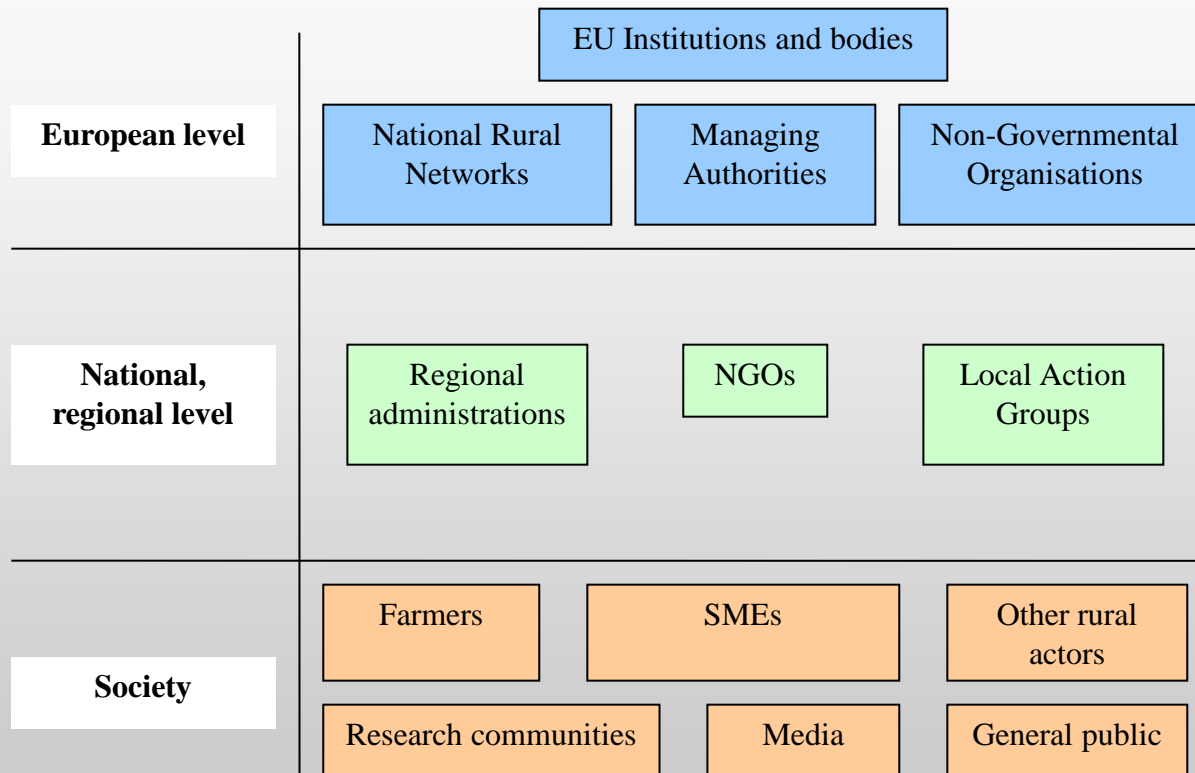 EU Institutions and bodies
European level
National Rural
Networks
Managing
Authorities
Non-Governmental
Organisations
National,
regional level
Regional
administrations
NGOs
Local Action
Groups
Society
Farmers
SMEs
Other rural
actors
Research communities
Media
General public